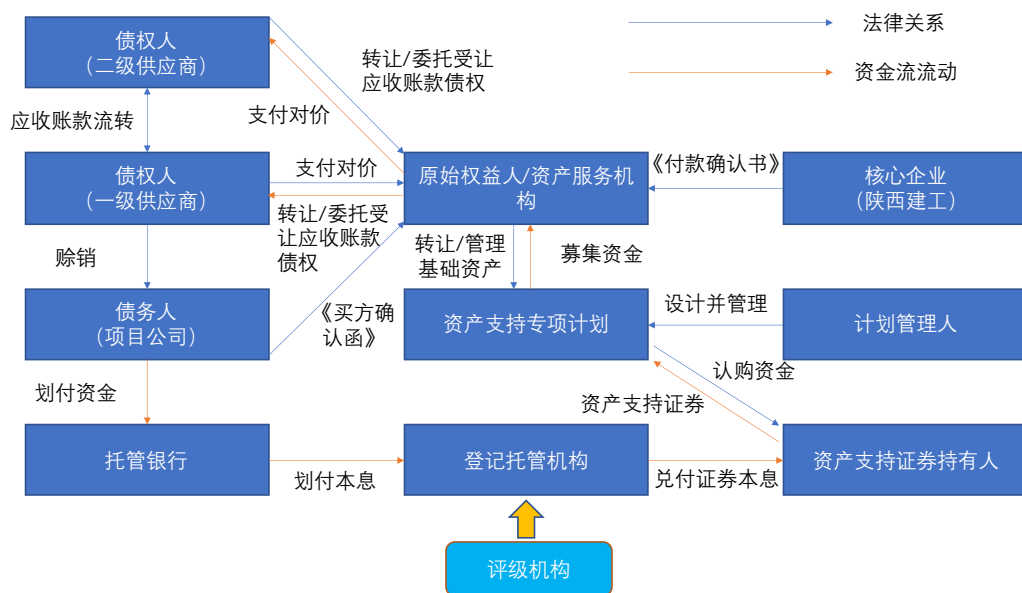 债权人
（二级供应商）
转让/委托受让
应收账款债权
法律关系
资金流流动
应收账款流转
支付对价
债权人
（一级供应商）
支付对价
原始权益人/资产服务机
构
《付款确认书》
核心企业
（陕西建工）
转让/委托受
让应收账款
债权
赊销
转让/管理
基础资产
募集资金
债务人
（项目公司）
《买方确
认函》
资产支持专项计划
设计并管理
计划管理人
划付资金
认购资金
资产支持证券
托管银行
划付本息
登记托管机构
兑付证券本息
资产支持证券持有人
评级机构